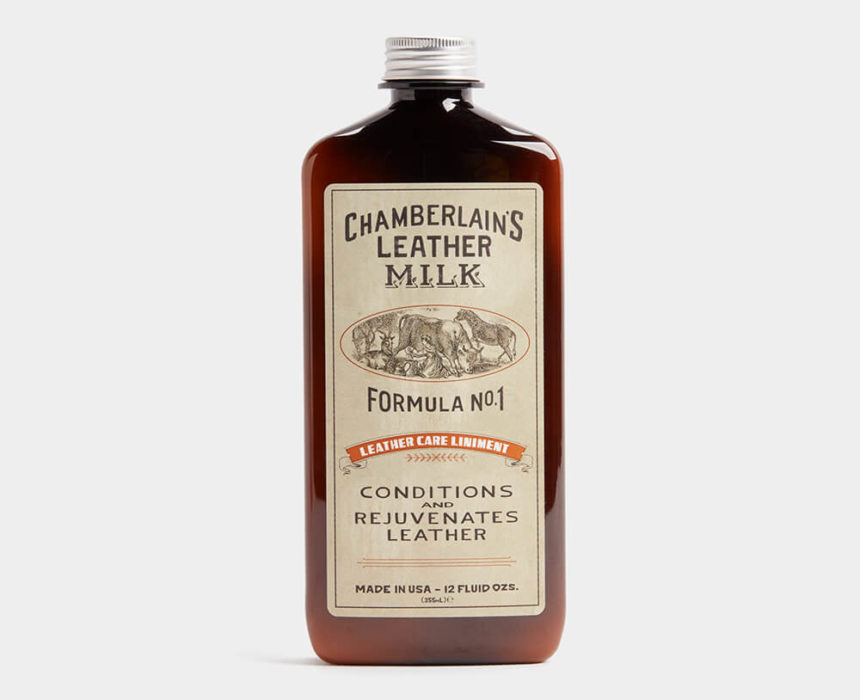 CHAMBERLAIN'S
LEATHER
MILK
FORMULA NO.1
LEATHER CARE LINIMENT
CONDITIONS
AND
REJUVENATES
LEATHER
MADE IN USA - 12 FLUID OZS.
(355mL) ℮